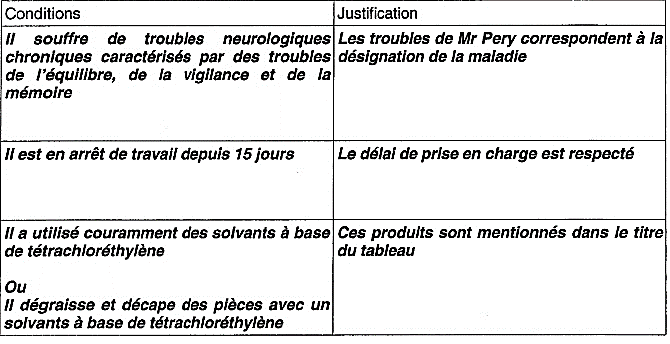 Conditions
Justification
Il souffre de troubles neurologiques
chroniques caractérisés par des troubles
de l'équilibre, de la vigilance et de la
mémoire
Les troubles de Mr Pery correspondent à la
désignation de la maladie
Il est en arrêt de travail depuis 15 jours
Le délai de prise en charge est respecté
Il a utilisé couramment des solvants à base
de tétrachloréthylène
Ou
Il dégraisse et décape des pièces avec un
solvants à base de tétrachloréthylène
Ces produits sont mentionnés dans le titre
du tableau